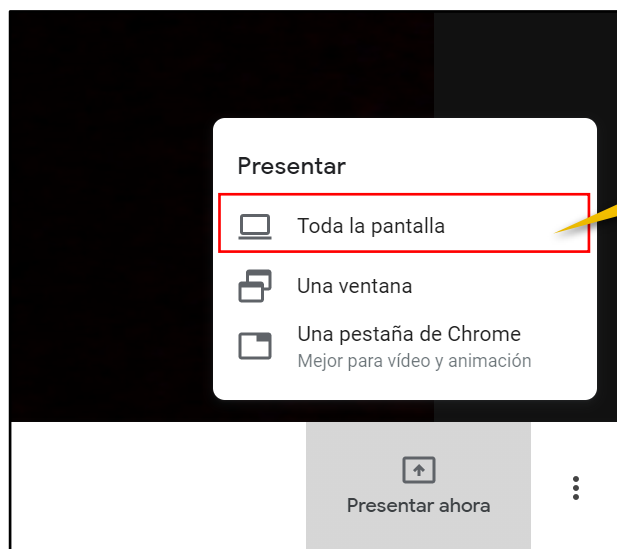 Presentar
Toda la pantalla
Una ventana
Una pestaña de Chrome
Mejor para vídeo y animación
Presentar ahora